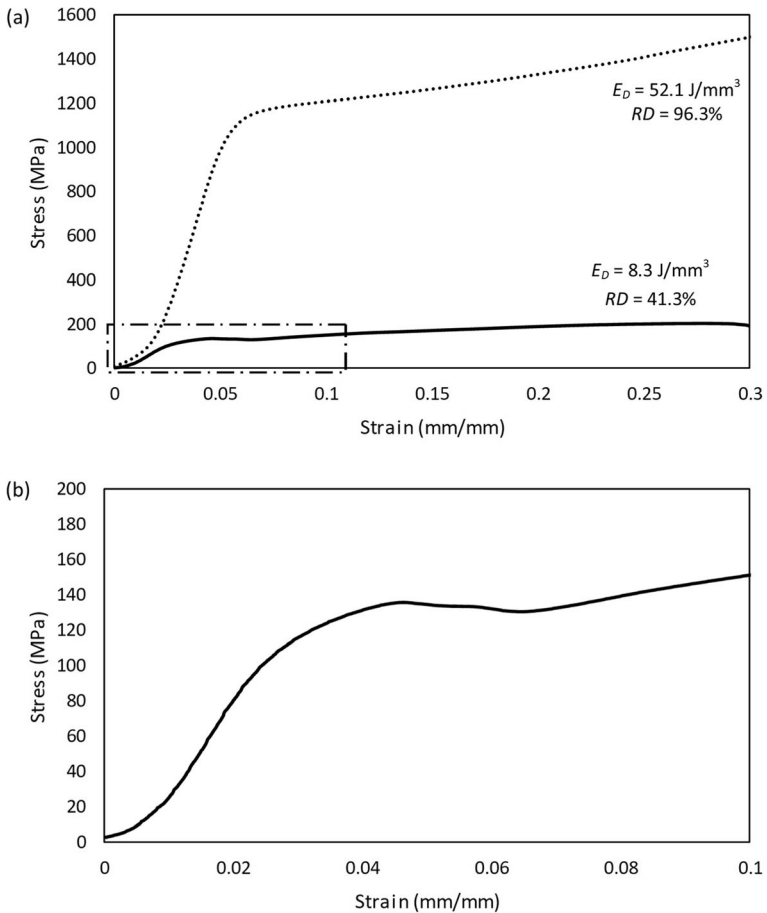 (a)
1600
1400
1200
1000
800
600
400
200
0
Stress (MPa)
E_D = 52.1 J/mm³
RD = 96.3%
E_D = 8.3 J/mm³
RD = 41.3%
0 0.05 0.1 0.15 0.2 0.25 0.3
Strain (mm/mm)
(b)
200
180
160
140
120
100
80
60
40
20
0
Stress (MPa)
0 0.02 0.04 0.06 0.08 0.1
Strain (mm/mm)